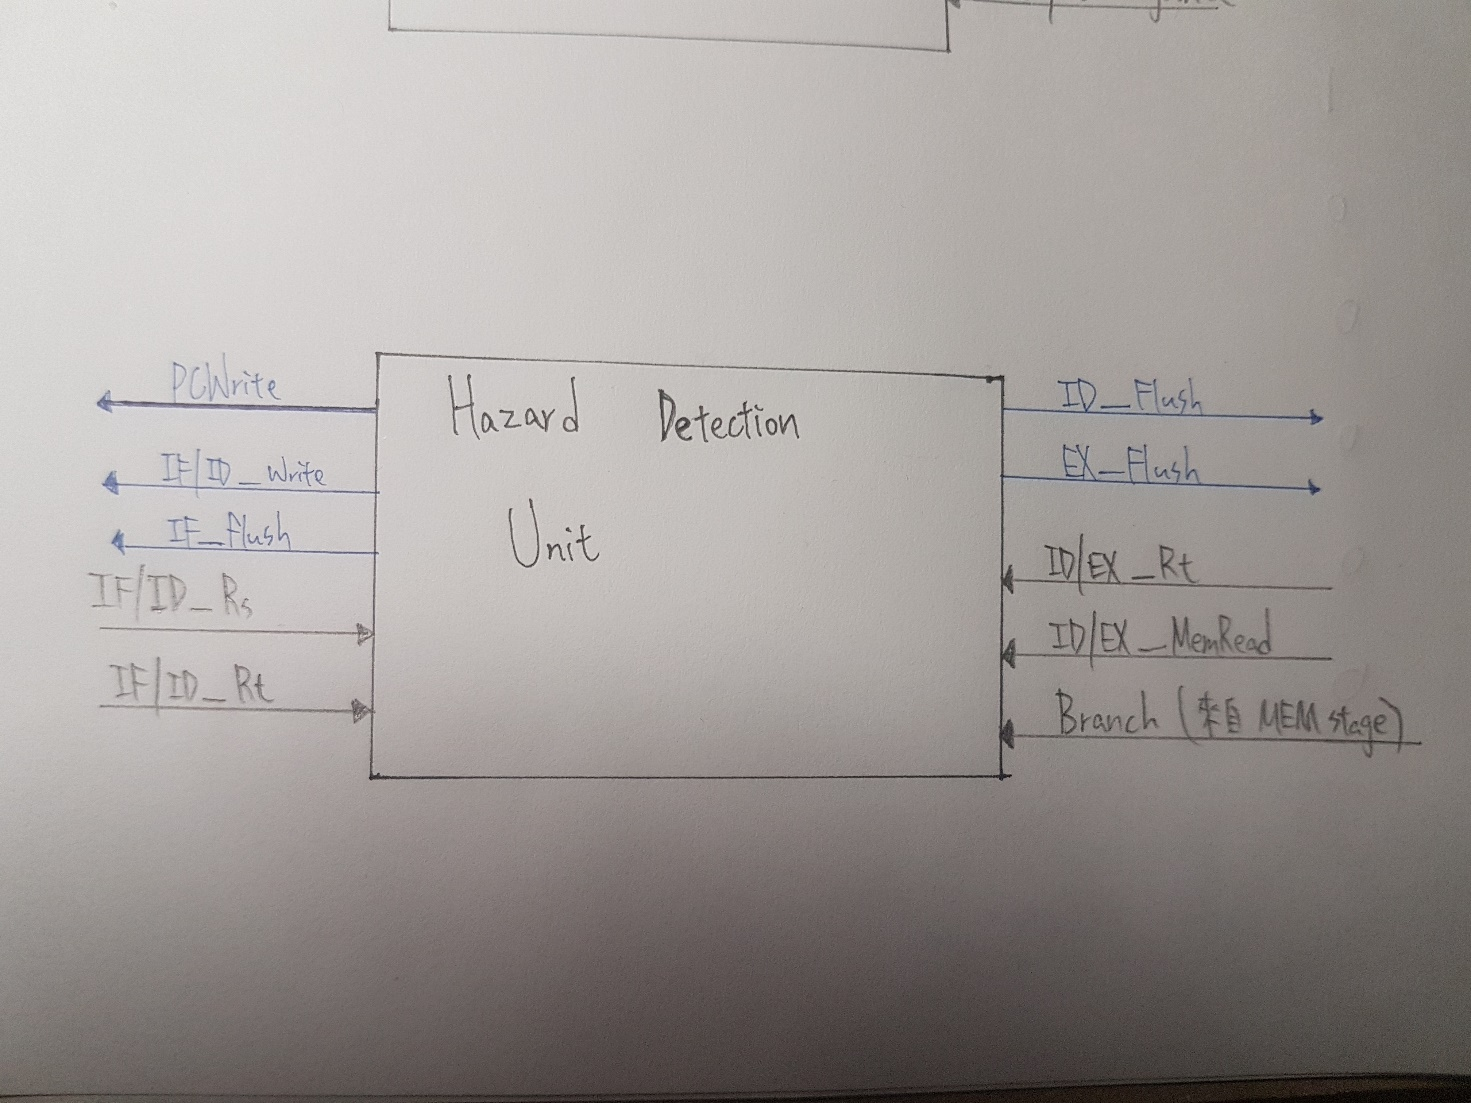 PCWrite
IF/ID_Write
IF_flush
IF/ID_Rs
IF/ID_Rt
Hazard Detection
Unit
ID_Flush
EX_Flush
ID/EX_Rt
ID/EX_MemRead
Branch (來自 MEM stage)